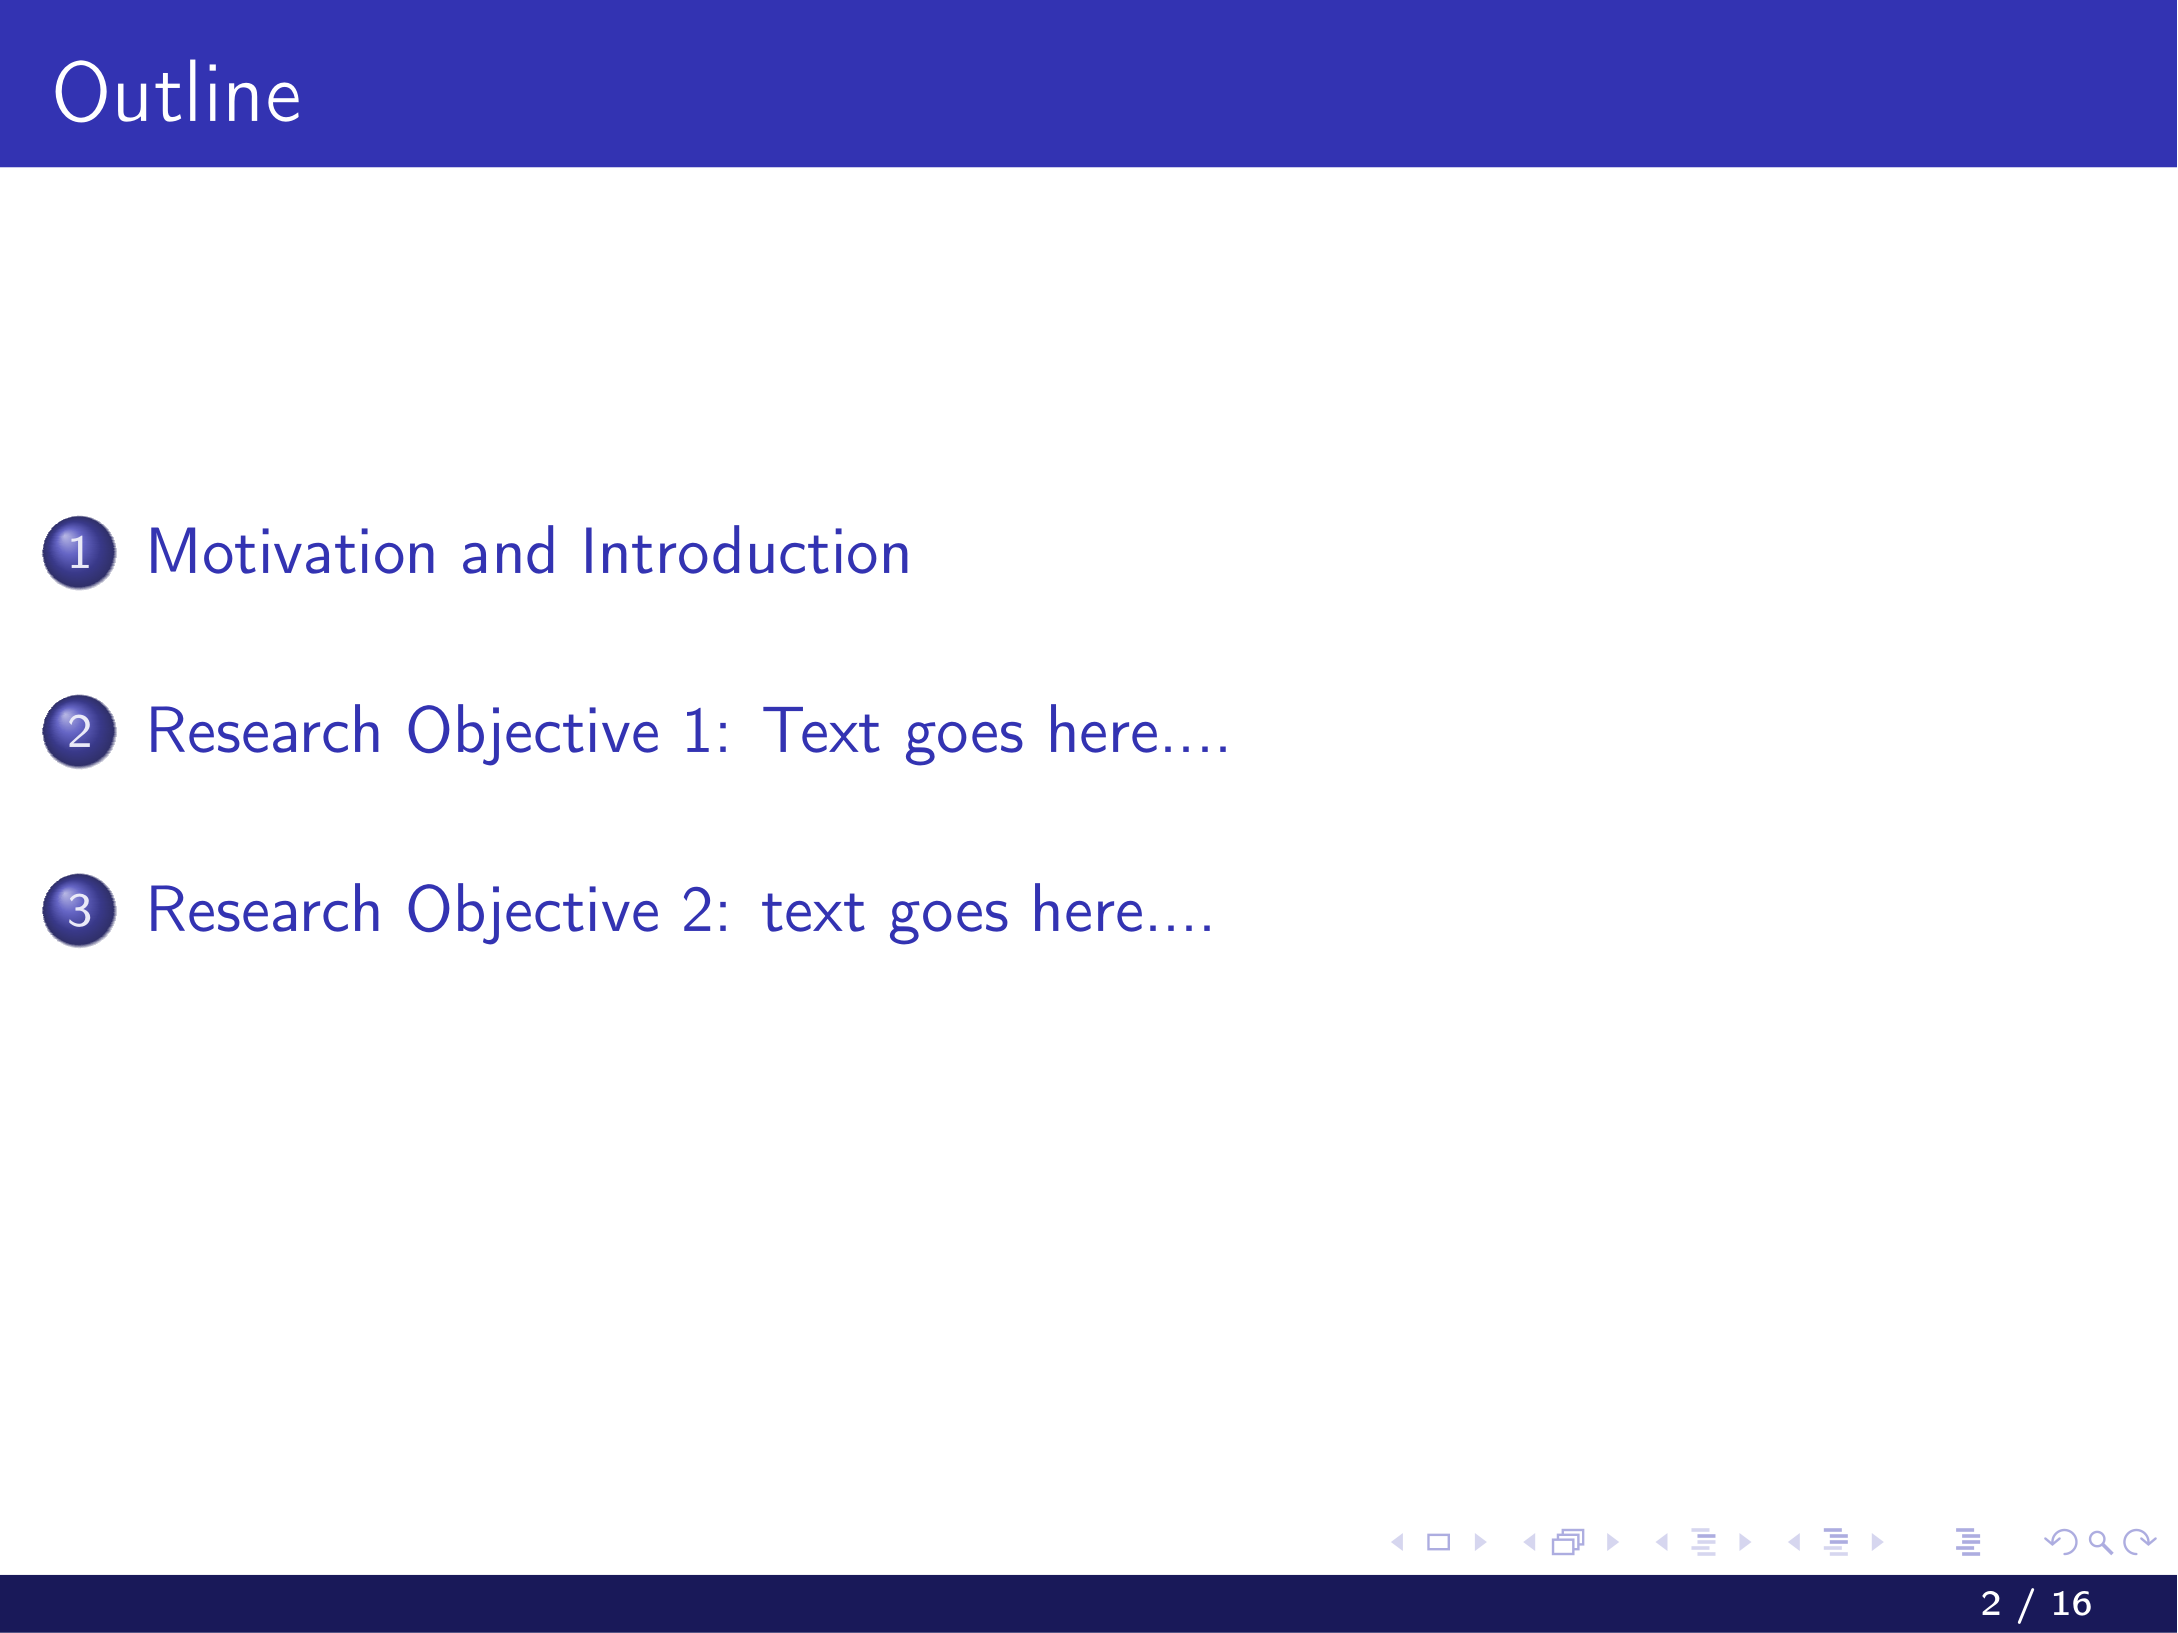 Outline
1 Motivation and Introduction
2 Research Objective 1: Text goes here....
3 Research Objective 2: text goes here....
2 / 16